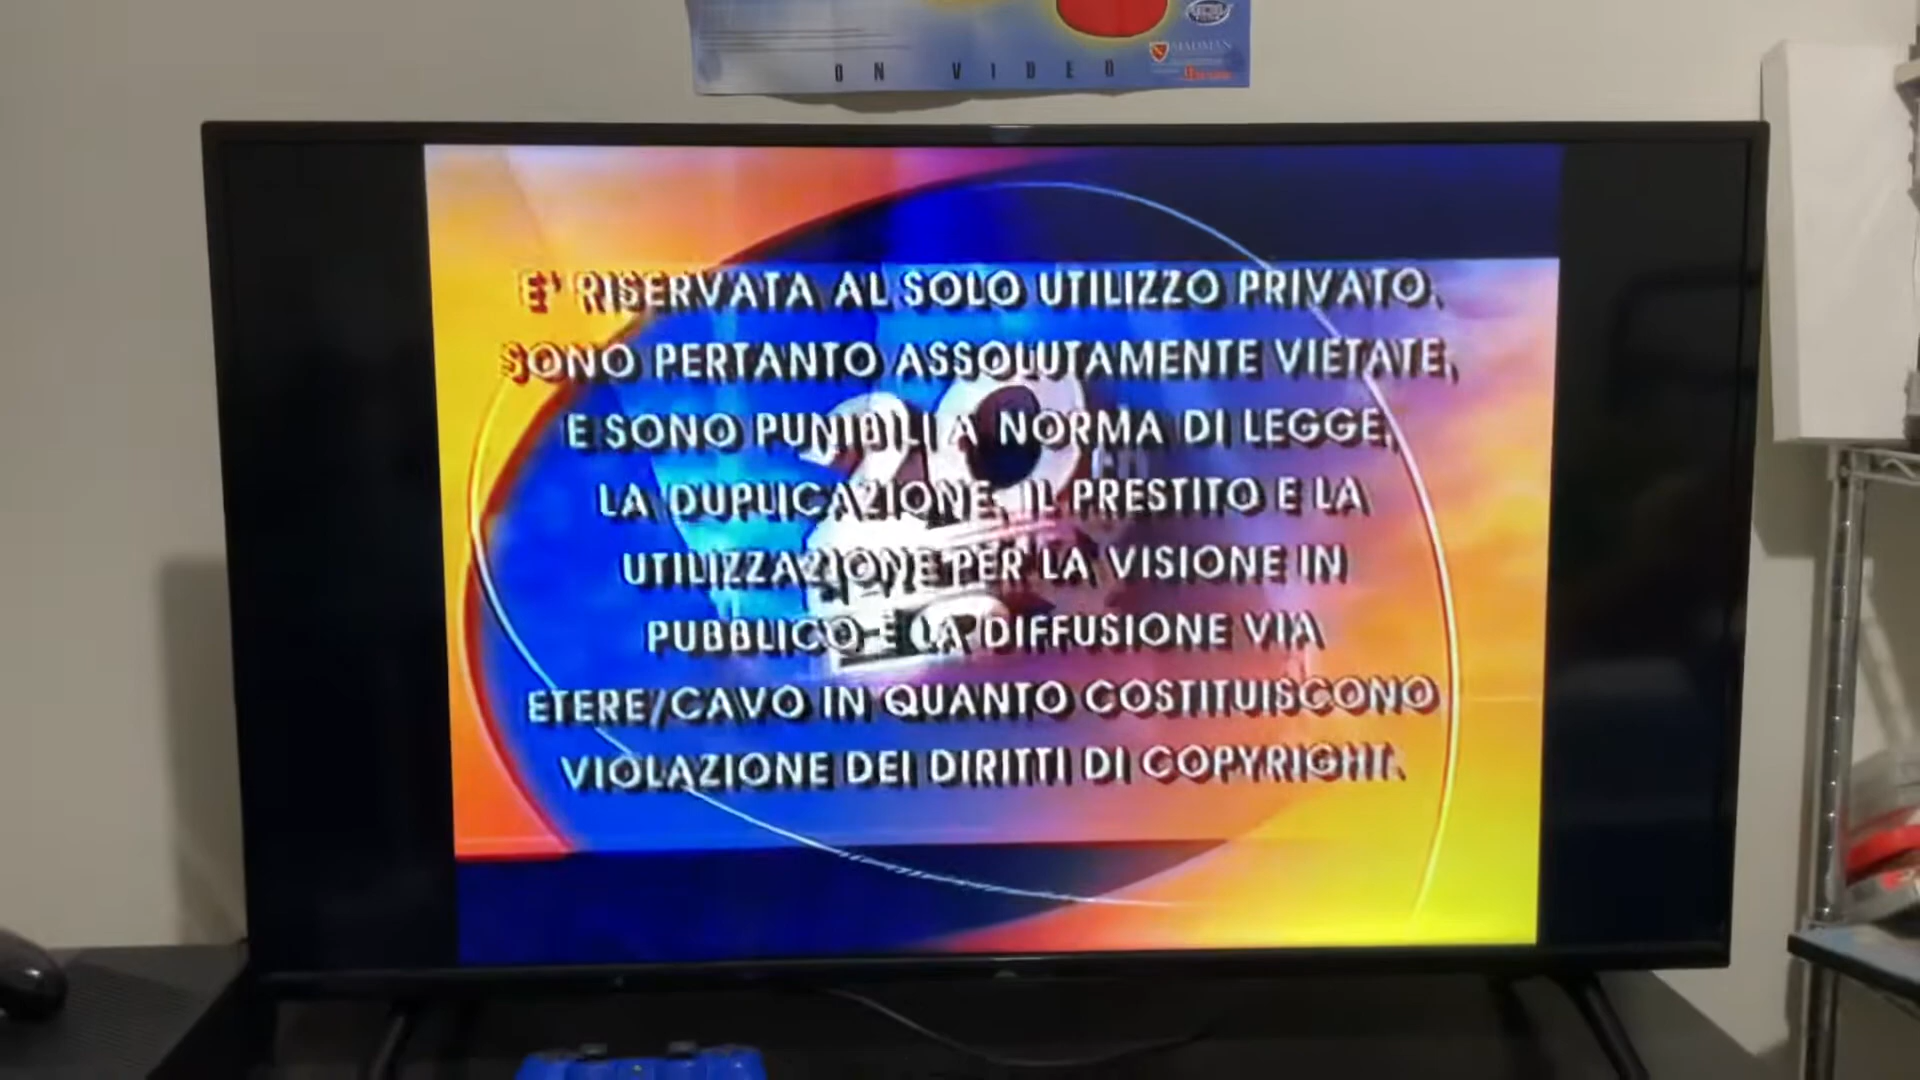 ON VIDEO
MADMAN
E' RISERVATA AL SOLO UTILIZZO PRIVATO.
SONO PERTANTO ASSOLUTAMENTE VIETATE,
E SONO PUNIBILI A NORMA DI LEGGE,
LA DUPLICAZIONE, IL PRESTITO E LA
UTILIZZAZIONE PER LA VISIONE IN
PUBBLICO E LA DIFFUSIONE VIA
ETERE/CAVO IN QUANTO COSTITUISCONO
VIOLAZIONE DEI DIRITTI DI COPYRIGHT.